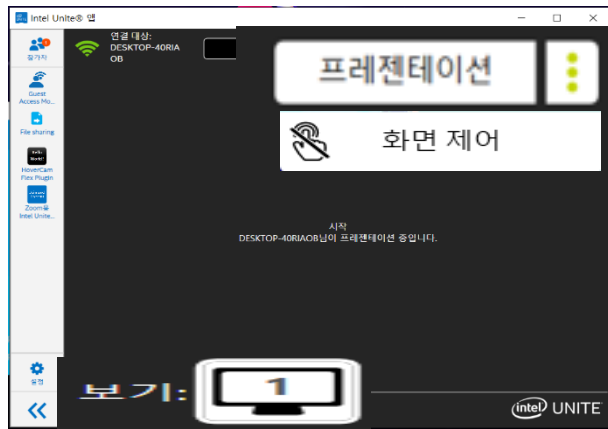 Intel Unite® 앱
연결 대상:
DESKTOP-40RIA
OB
프레젠테이션
화면 제어
참가자
Guest
Access Mo...
File sharing
Hello
World!
HoverCam
Flex Plugin
Zoom용
Intel Unite...
시작
DESKTOP-40RIAOB님이 프레젠테이션 중입니다.
설정
보기:
1
intel UNITE